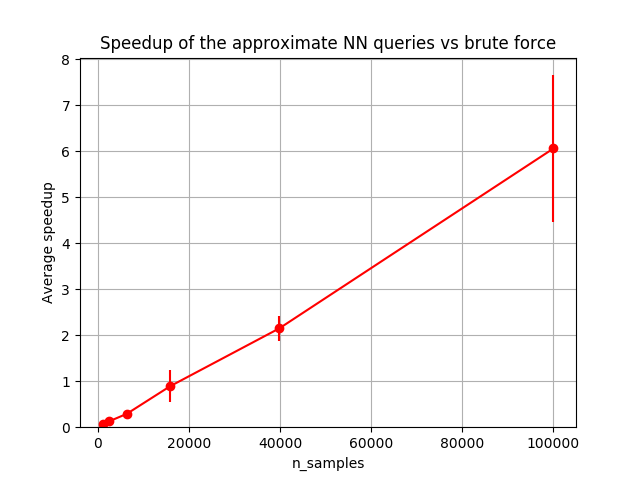 Speedup of the approximate NN queries vs brute force
8
7
6
5
4
3
2
1
0
Average speedup
0 20000 40000 60000 80000 100000
n_samples